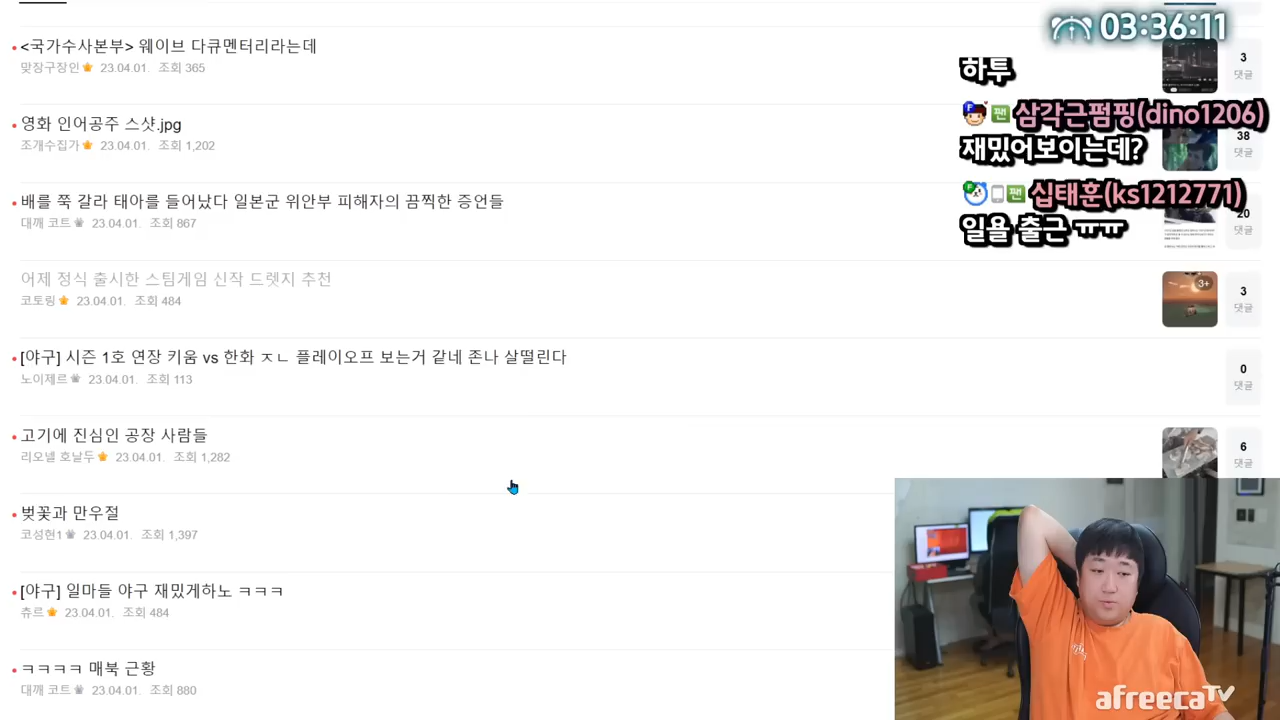 03:36:11
<국가수사본부> 웨이브 다큐멘터리라는데
맞장구장인 23.04.01. 조회 365
3
댓글
하투
영화 인어공주 스샷.jpg
조개수집가 23.04.01. 조회 1,202
38
댓글
삼각근펌핑(dino1206)
재밌어보이는데?
배를 쭉 갈라 태아를 들어냈다 일본군 위안부 피해자의 끔찍한 증언들
대깨 코트 23.04.01. 조회 867
20
댓글
십태훈(ks1212771)
일욜 출근 ㅠㅠ
어제 정식 출시한 스팀게임 신작 드렛지 추천
코토링 23.04.01. 조회 484
3+
3
댓글
[야구] 시즌 1호 연장 키움 vs 한화 ㅈㄴ 플레이오프 보는거 같네 존나 살떨린다
노이제르 23.04.01. 조회 113
0
댓글
고기에 진심인 공장 사람들
리오넬 호날두 23.04.01. 조회 1,282
6
댓글
벚꽃과 만우절
코성현1 23.04.01. 조회 1,397
[야구] 일마들 야구 재밌게하노 ㅋㅋㅋ
츄르 23.04.01. 조회 484
ㅋㅋㅋㅋ 매북 근황
대깨 코트 23.04.01. 조회 880
afreecaTV